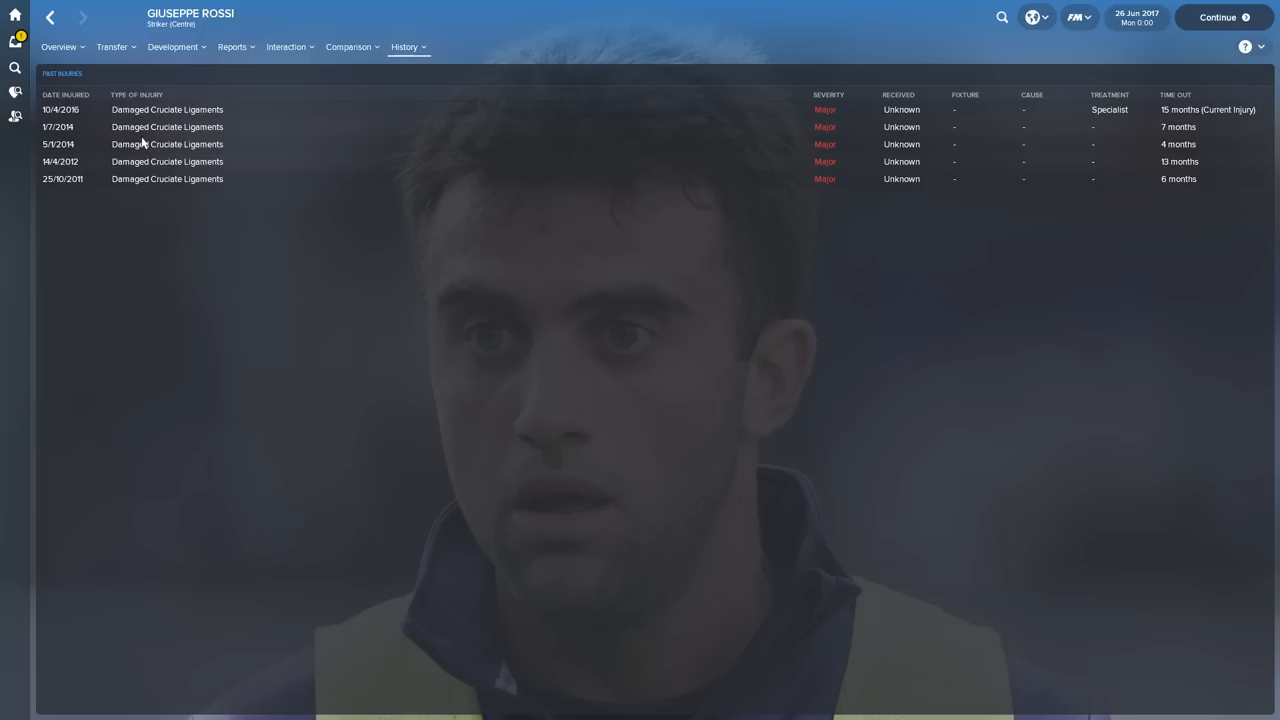 GIUSEPPE ROSSI
Striker (Centre)
FM
26 Jun 2017
Mon 0:00
Continue
1
Overview Transfer Development Reports Interaction Comparison History
?
PAST INJURIES
DATE INJURED TYPE OF INJURY SEVERITY RECEIVED FIXTURE CAUSE TREATMENT TIME OUT
10/4/2016 Damaged Cruciate Ligaments Major Unknown - - Specialist 15 months (Current Injury)
1/7/2014 Damaged Cruciate Ligaments Major Unknown - - - 7 months
5/1/2014 Damaged Cruciate Ligaments Major Unknown - - - 4 months
14/4/2012 Damaged Cruciate Ligaments Major Unknown - - - 13 months
25/10/2011 Damaged Cruciate Ligaments Major Unknown - - - 6 months